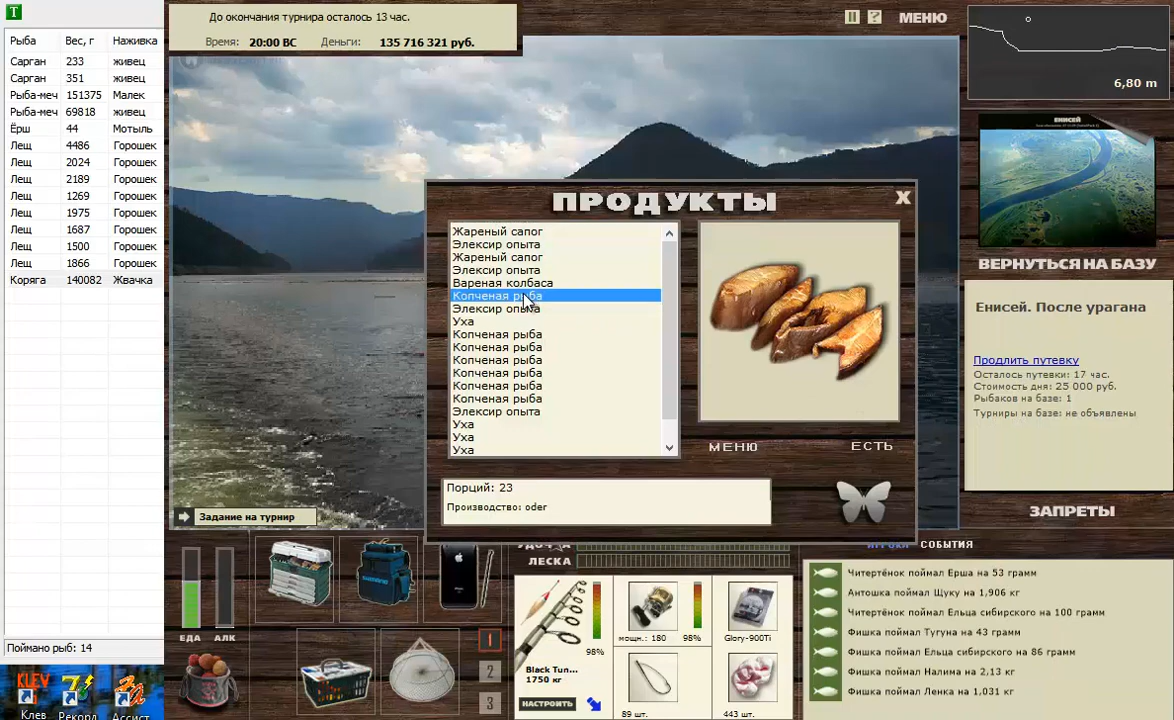 T
Рыба Вес, г Наживка
Сарган 233 живец
Сарган 351 живец
Рыба-меч 151375 Малек
Рыба-меч 69818 живец
Ёрш 44 Мотыль
Лещ 4486 Горошек
Лещ 2024 Горошек
Лещ 2189 Горошек
Лещ 1269 Горошек
Лещ 1975 Горошек
Лещ 1687 Горошек
Лещ 1500 Горошек
Лещ 1866 Горошек
Коряга 140082 Жвачка
Поймано рыб: 14
KLEV
Клев
Рекорд
Ассист...
До окончания турнира осталось 13 час.
Время: 20:00 ВС Деньги: 135 716 321 руб.
? МЕНЮ
6,80 m
ЕНИСЕЙ
ВЕРНУТЬСЯ НА БАЗУ
Енисей. После урагана
Продлить путевку
Осталось путевки: 17 час.
Стоимость дня: 25 000 руб.
Рыбаков на базе: 1
Турниры на базе: не объявлены
ЗАПРЕТЫ
ПРОДУКТЫ
X
Жареный сапог
Элексир опыта
Жареный сапог
Элексир опыта
Вареная колбаса
Копченая рыба
Элексир опыта
Уха
Копченая рыба
Копченая рыба
Копченая рыба
Копченая рыба
Копченая рыба
Копченая рыба
Элексир опыта
Уха
Уха
Уха
МЕНЮ ЕСТЬ
Порций: 23
Производство: oder
Задание на турнир
ЕДА АЛК
SHIMANO
1
2
3
УДОЧКА
ЛЕСКА
98%
Black Tun...
1750 кг
НАСТРОИТЬ
мощн.: 180 98%
Glory-900Ti
89 шт.
443 шт.
СОБЫТИЯ
Читертёнок поймал Ерша на 53 грамм
Антошка поймал Щуку на 1,906 кг
Читертёнок поймал Ельца сибирского на 100 грамм
Фишка поймал Тугуна на 43 грамм
Фишка поймал Ельца сибирского на 86 грамм
Фишка поймал Налима на 2,13 кг
Фишка поймал Ленка на 1,031 кг